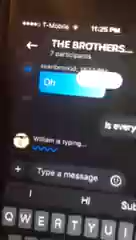 T-Mobile 11:25 PM
THE BROTHERS...
7 participants
Oh
Is every
William is typing...
Type a message
I HI Sub
Q W E R T Y U I